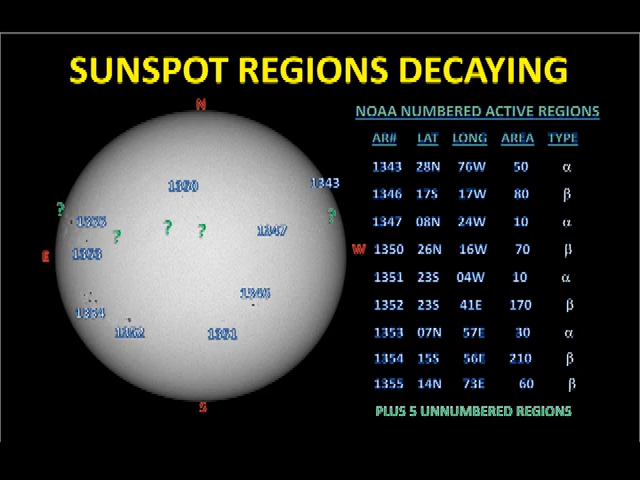 SUNSPOT REGIONS DECAYING
N
NOAA NUMBERED ACTIVE REGIONS
AR# LAT LONG AREA TYPE
1343 28N 76W 50 α
1346 17S 17W 80 β
1347 08N 24W 10 α
1350 26N 16W 70 β
1351 23S 04W 10 α
1352 23S 41E 170 β
1353 07N 57E 30 α
1354 15S 56E 210 β
1355 14N 73E 60 β
PLUS 5 UNNUMBERED REGIONS
1343
1350
?
?
1355
?
?
?
1347
E
1353
W
1346
1354
1352
1351
S